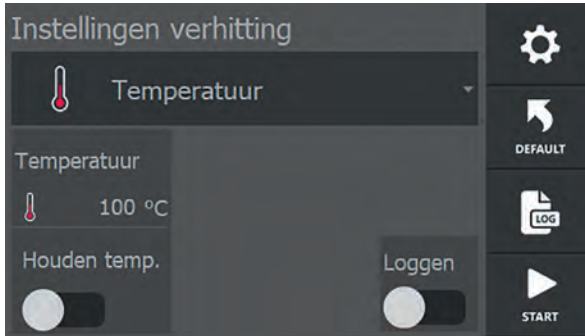 Instellingen verhitting
Temperatuur
DEFAULT
Temperatuur
100 °C
LOG
Houden temp.
Loggen
START